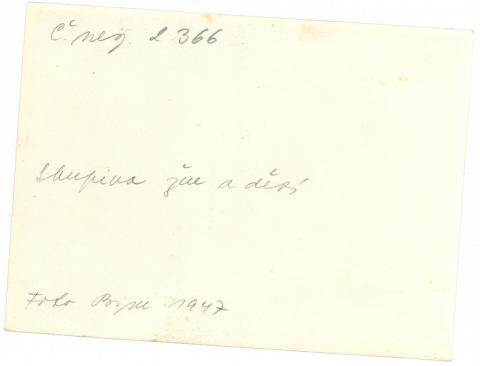 Č. neg. 2 366
Skupina žen a dětí
Foto 1947